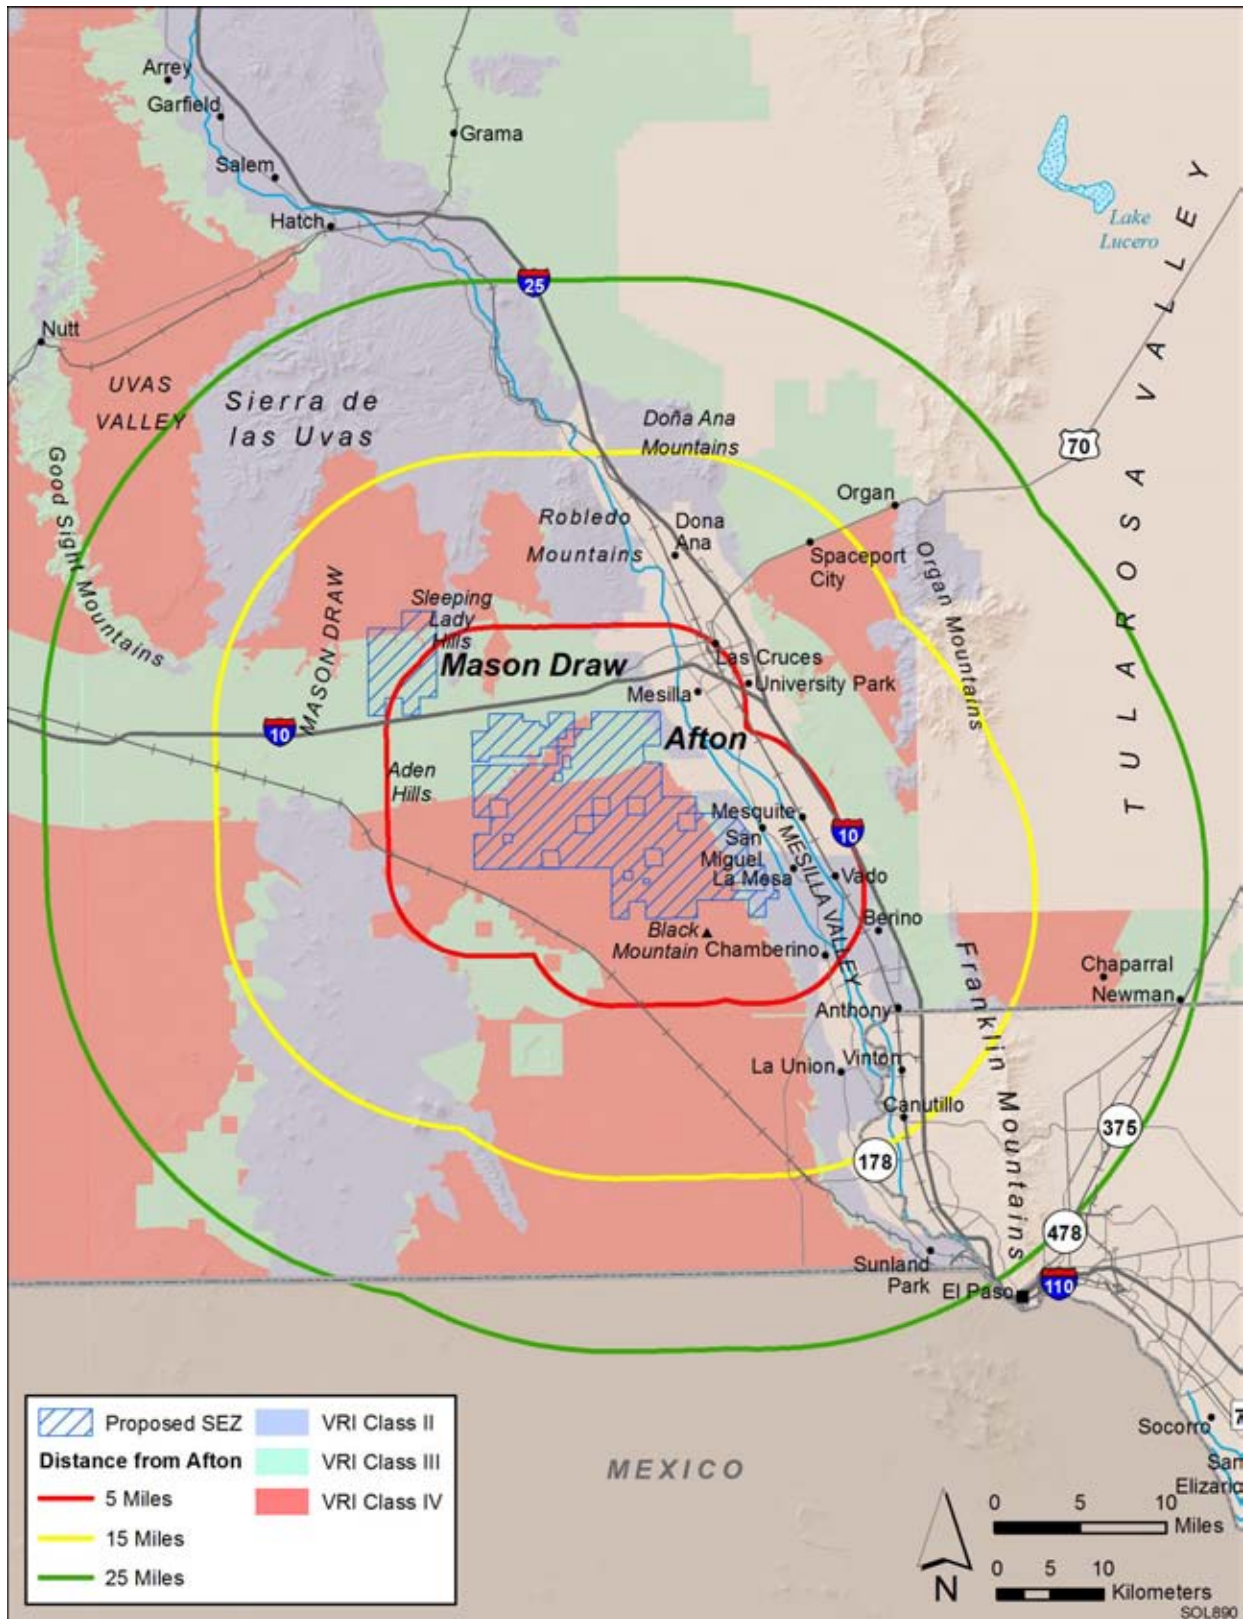 Arrey
Garfield
Grama
Salem
Hatch
Lake
Lucero
25
Nutt
UVAS
VALLEY
Sierra de
las Uvas
Doña Ana
Mountains
70
TULAROSA VALLEY
Good Sight Mountains
Organ
Robledo
Mountains
Dona
Ana
Spaceport
City
Organ Mountains
MASON DRAW
Sleeping
Lady
Hills
Mason Draw
Las Cruces
University Park
Mesilla
10
Afton
Aden
Hills
Mesquite
10
San
Miguel
La Mesa
MESILLA VALLEY
Vado
Berino
Black
Mountain
Chamberino
Franklin Mountains
Chaparral
Newman
Anthony
La Union
Vinton
Canutillo
375
178
478
Sunland
Park
El Paso
110
Socorro
7
San
Elizario
MEXICO
Proposed SEZ
Distance from Afton
5 Miles
15 Miles
25 Miles
VRI Class II
VRI Class III
VRI Class IV
N
0 5 10
Miles
0 5 10
Kilometers
SOL890